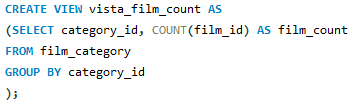 CREATE VIEW vista_film_count AS
(SELECT category_id, COUNT(film_id) AS film_count
FROM film_category
GROUP BY category_id
);